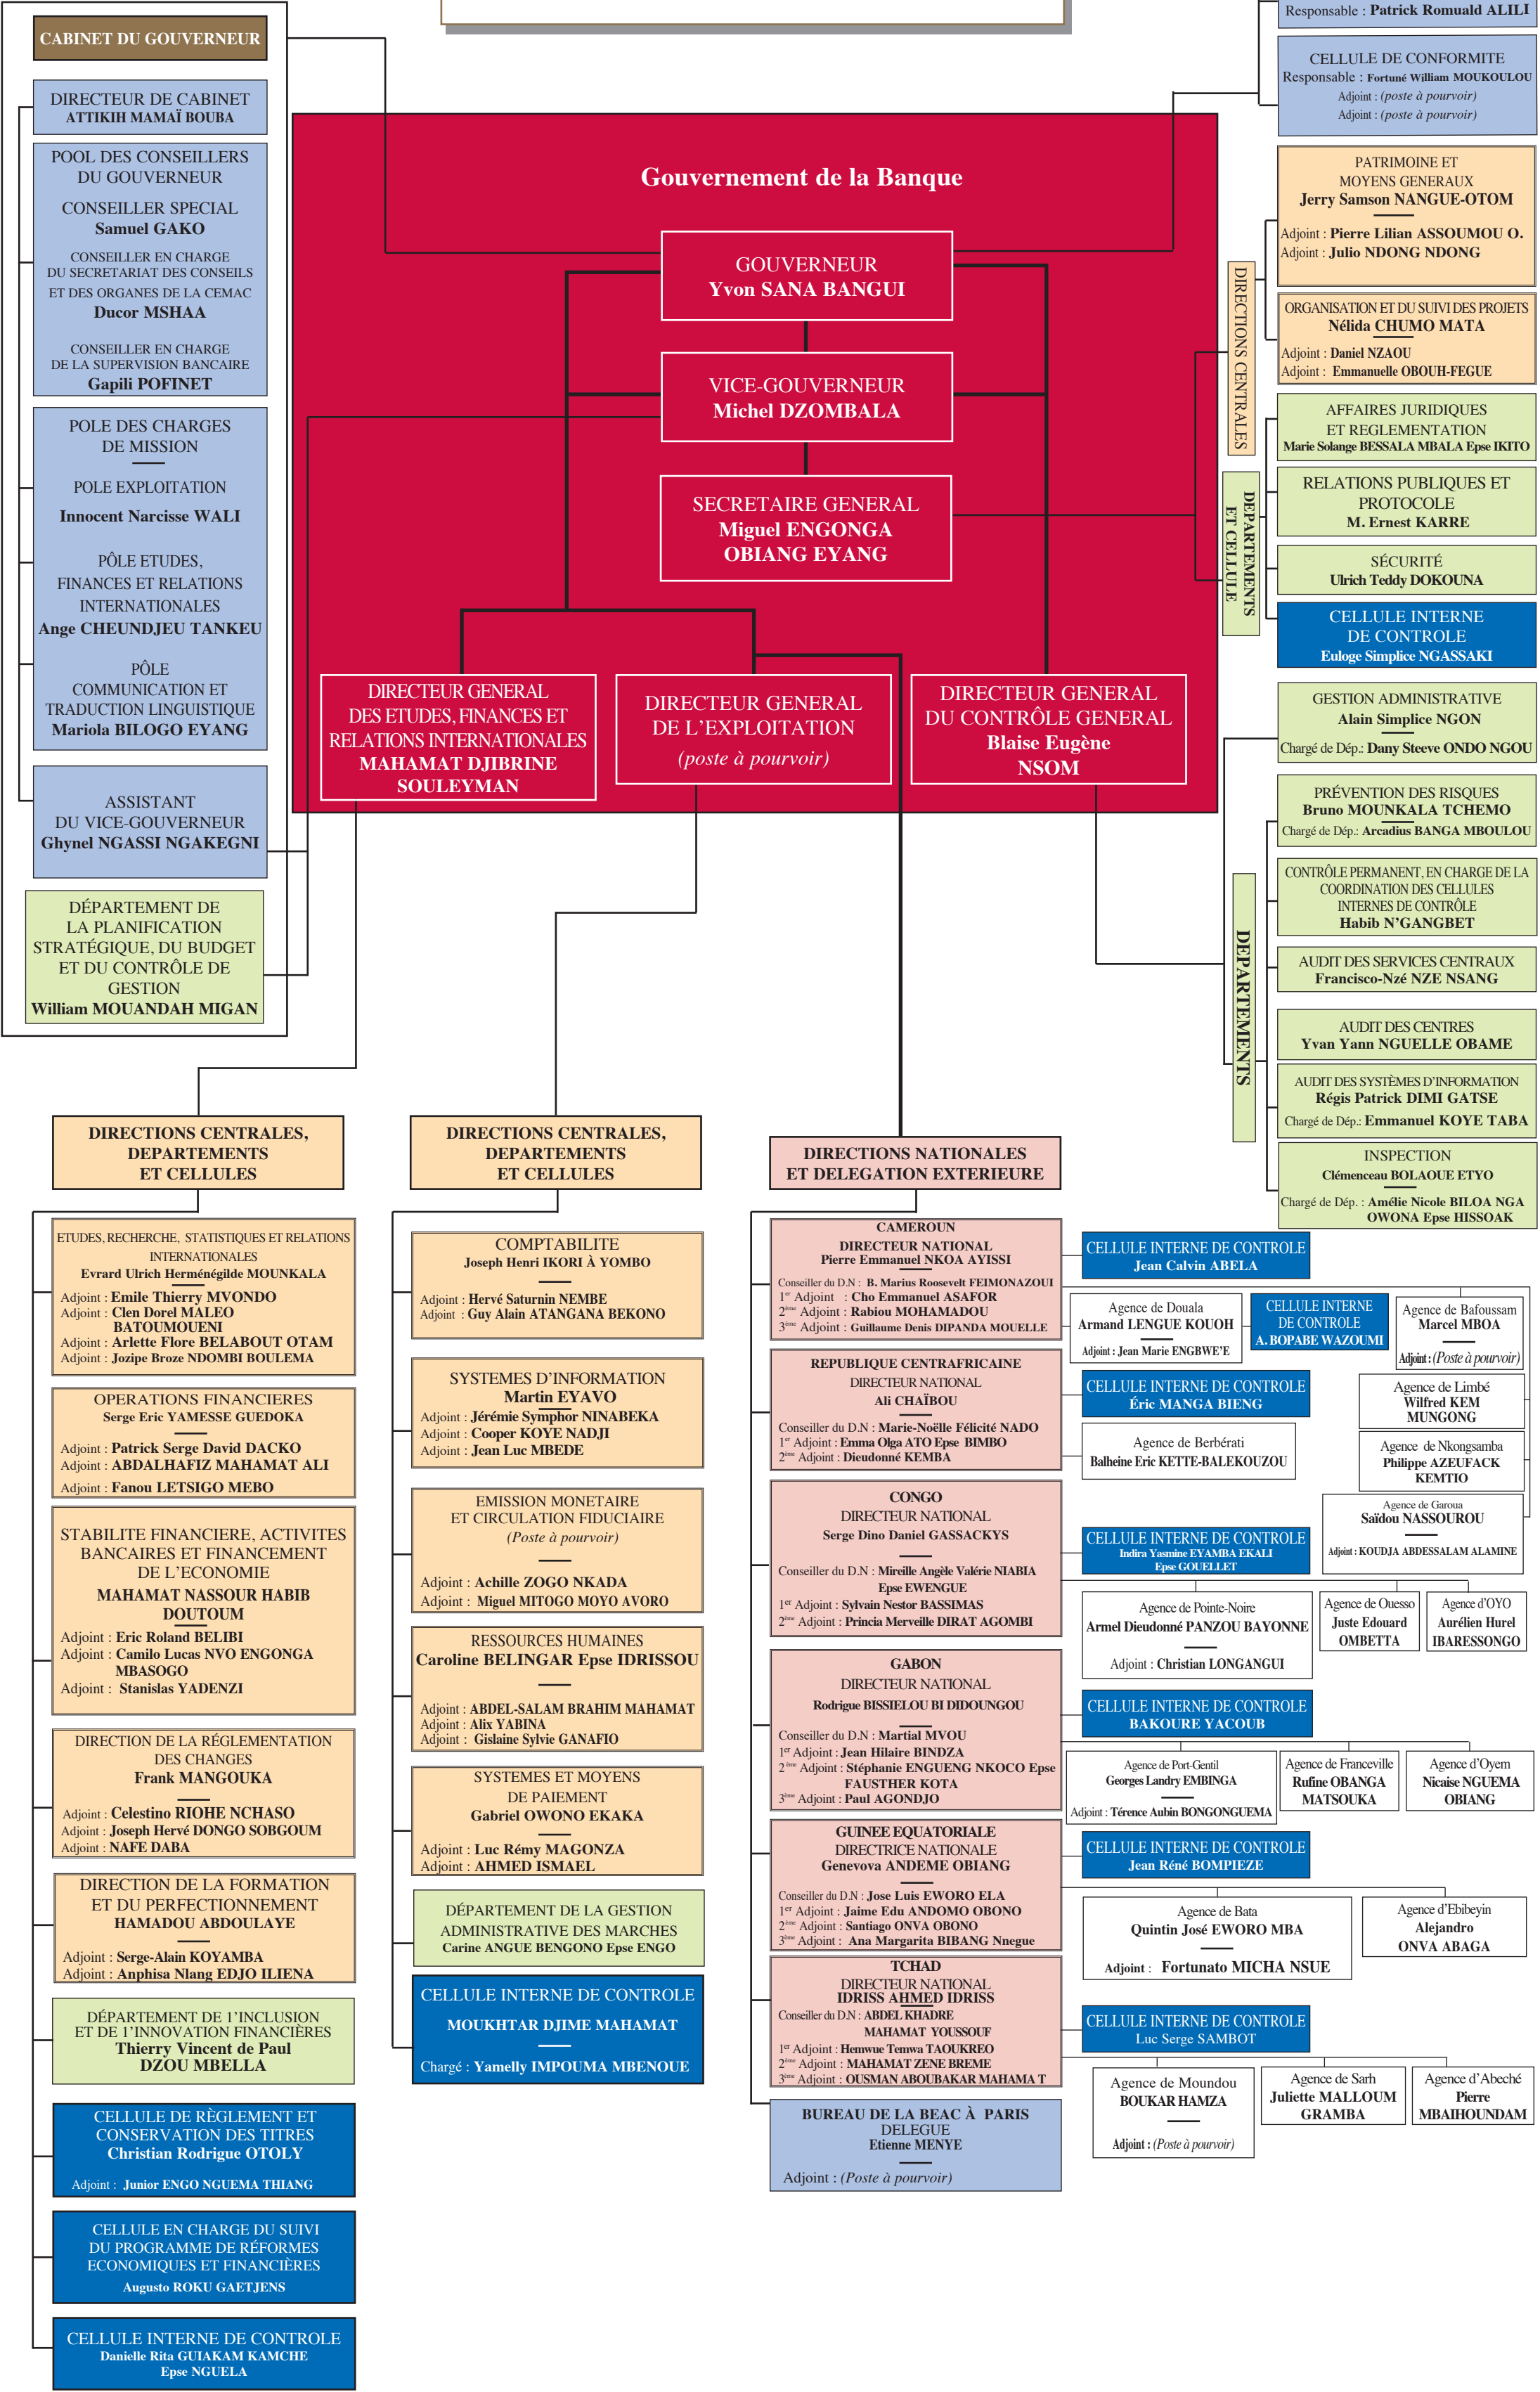 Responsable : Patrick Romuald ALILI
CELLULE DE CONFORMITE
Responsable : Fortuné William MOUKOULOU
Adjoint : (poste à pourvoir)
Adjoint : (poste à pourvoir)
CABINET DU GOUVERNEUR
DIRECTEUR DE CABINET
ATTIKIH MAMAÏ BOUBA
POOL DES CONSEILLERS
DU GOUVERNEUR
CONSEILLER SPECIAL
Samuel GAKO
CONSEILLER EN CHARGE
DU SECRETARIAT DES CONSEILS
ET DES ORGANES DE LA CEMAC
Ducor MSHAA
CONSEILLER EN CHARGE
DE LA SUPERVISION BANCAIRE
Gapili POFINET
POLE DES CHARGES
DE MISSION
POLE EXPLOITATION
Innocent Narcisse WALI
PÔLE ETUDES,
FINANCES ET RELATIONS
INTERNATIONALES
Ange CHEUNDJEU TANKEU
PÔLE
COMMUNICATION ET
TRADUCTION LINGUISTIQUE
Mariola BILOGO EYANG
ASSISTANT
DU VICE-GOUVERNEUR
Ghynel NGASSI NGAKEGNI
DÉPARTEMENT DE
LA PLANIFICATION
STRATÉGIQUE, DU BUDGET
ET DU CONTRÔLE DE
GESTION
William MOUANDAH MIGAN
Gouvernement de la Banque
GOUVERNEUR
Yvon SANA BANGUI
VICE-GOUVERNEUR
Michel DZOMBALA
SECRETAIRE GENERAL
Miguel ENGONGA
OBIANG EYANG
DIRECTEUR GENERAL
DES ETUDES, FINANCES ET
RELATIONS INTERNATIONALES
MAHAMAT DJIBRINE
SOULEYMAN
DIRECTEUR GENERAL
DE L'EXPLOITATION
(poste à pourvoir)
DIRECTEUR GENERAL
DU CONTRÔLE GENERAL
Blaise Eugène
NSOM
DIRECTIONS CENTRALES
PATRIMOINE ET
MOYENS GENERAUX
Jerry Samson NANGUE-OTOM
Adjoint : Pierre Lilian ASSOUMOU O.
Adjoint : Julio NDONG NDONG
ORGANISATION ET DU SUIVI DES PROJETS
Nélida CHUMO MATA
Adjoint : Daniel NZAOU
Adjoint : Emmanuelle OBOUH-FEGUE
DEPARTEMENTS
ET CELLULE
AFFAIRES JURIDIQUES
ET REGLEMENTATION
Marie Solange BESSALA MBALA Epse IKITO
RELATIONS PUBLIQUES ET
PROTOCOLE
M. Ernest KARRE
SÉCURITÉ
Ulrich Teddy DOKOUNA
CELLULE INTERNE
DE CONTROLE
Euloge Simplice NGASSAKI
GESTION ADMINISTRATIVE
Alain Simplice NGON
Chargé de Dép.: Dany Steeve ONDO NGOU
DEPARTEMENTS
PRÉVENTION DES RISQUES
Bruno MOUNKALA TCHEMO
Chargé de Dép.: Arcadius BANGA MBOULOU
CONTRÔLE PERMANENT, EN CHARGE DE LA
COORDINATION DES CELLULES
INTERNES DE CONTRÔLE
Habib N'GANGBET
AUDIT DES SERVICES CENTRAUX
Francisco-Nzé NZE NSANG
AUDIT DES CENTRES
Yvan Yann NGUELLE OBAME
AUDIT DES SYSTÈMES D'INFORMATION
Régis Patrick DIMI GATSE
Chargé de Dép.: Emmanuel KOYE TABA
INSPECTION
Clémenceau BOLAOUE ETYO
Chargé de Dép. : Amélie Nicole BILOA NGA
OWONA Epse HISSOAK
DIRECTIONS CENTRALES,
DEPARTEMENTS
ET CELLULES
ETUDES, RECHERCHE, STATISTIQUES ET RELATIONS
INTERNATIONALES
Evrard Ulrich Herménégilde MOUNKALA
Adjoint : Emile Thierry MVONDO
Adjoint : Clen Dorel MALEO
BATOUMOUENI
Adjoint : Arlette Flore BELABOUT OTAM
Adjoint : Jozipe Broze NDOMBI BOULEMA
OPERATIONS FINANCIERES
Serge Eric YAMESSE GUEDOKA
Adjoint : Patrick Serge David DACKO
Adjoint : ABDALHAFIZ MAHAMAT ALI
Adjoint : Fanou LETSIGO MEBO
STABILITE FINANCIERE, ACTIVITES
BANCAIRES ET FINANCEMENT
DE L'ECONOMIE
MAHAMAT NASSOUR HABIB
DOUTOUM
Adjoint : Eric Roland BELIBI
Adjoint : Camilo Lucas NVO ENGONGA
MBASOGO
Adjoint : Stanislas YADENZI
DIRECTION DE LA RÉGLEMENTATION
DES CHANGES
Frank MANGOUKA
Adjoint : Celestino RIOHE NCHASO
Adjoint : Joseph Hervé DONGO SOBGOUM
Adjoint : NAFE DABA
DIRECTION DE LA FORMATION
ET DU PERFECTIONNEMENT
HAMADOU ABDOULAYE
Adjoint : Serge-Alain KOYAMBA
Adjoint : Anphisa Nlang EDJO ILIENA
DÉPARTEMENT DE l'INCLUSION
ET DE l'INNOVATION FINANCIÈRES
Thierry Vincent de Paul
DZOU MBELLA
CELLULE DE RÈGLEMENT ET
CONSERVATION DES TITRES
Christian Rodrigue OTOLY
Adjoint : Junior ENGO NGUEMA THIANG
CELLULE EN CHARGE DU SUIVI
DU PROGRAMME DE RÉFORMES
ECONOMIQUES ET FINANCIÈRES
Augusto ROKU GAETJENS
CELLULE INTERNE DE CONTROLE
Danielle Rita GUIAKAM KAMCHE
Epse NGUELA
DIRECTIONS CENTRALES,
DEPARTEMENTS
ET CELLULES
COMPTABILITE
Joseph Henri IKORI À YOMBO
Adjoint : Hervé Saturnin NEMBE
Adjoint : Guy Alain ATANGANA BEKONO
SYSTEMES D'INFORMATION
Martin EYAVO
Adjoint : Jérémie Symphor NINABEKA
Adjoint : Cooper KOYE NADJI
Adjoint : Jean Luc MBEDE
EMISSION MONETAIRE
ET CIRCULATION FIDUCIAIRE
(Poste à pourvoir)
Adjoint : Achille ZOGO NKADA
Adjoint : Miguel MITOGO MOYO AVORO
RESSOURCES HUMAINES
Caroline BELINGAR Epse IDRISSOU
Adjoint : ABDEL-SALAM BRAHIM MAHAMAT
Adjoint : Alix YABINA
Adjoint : Gislaine Sylvie GANAFIO
SYSTEMES ET MOYENS
DE PAIEMENT
Gabriel OWONO EKAKA
Adjoint : Luc Rémy MAGONZA
Adjoint : AHMED ISMAEL
DÉPARTEMENT DE LA GESTION
ADMINISTRATIVE DES MARCHES
Carine ANGUE BENGONO Epse ENGO
CELLULE INTERNE DE CONTROLE
MOUKHTAR DJIME MAHAMAT
Chargé : Yamelly IMPOUMA MBENOUE
DIRECTIONS NATIONALES
ET DELEGATION EXTERIEURE
CAMEROUN
DIRECTEUR NATIONAL
Pierre Emmanuel NKOA AYISSI
Conseiller du D.N : B. Marius Roosevelt FEIMONAZOUI
1er Adjoint : Cho Emmanuel ASAFOR
2ème Adjoint : Rabiou MOHAMADOU
3ème Adjoint : Guillaume Denis DIPANDA MOUELLE
CELLULE INTERNE DE CONTROLE
Jean Calvin ABELA
Agence de Douala
Armand LENGUE KOUOH
Adjoint : Jean Marie ENGBWE'E
CELLULE INTERNE
DE CONTROLE
A. BOPABE WAZOUMI
Agence de Bafoussam
Marcel MBOA
Adjoint : (Poste à pourvoir)
Agence de Limbé
Wilfred KEM
MUNGONG
Agence de Nkongsamba
Philippe AZEUFACK
KEMTIO
Agence de Garoua
Saïdou NASSOUROU
Adjoint : KOUDJA ABDESSALAM ALAMINE
REPUBLIQUE CENTRAFRICAINE
DIRECTEUR NATIONAL
Ali CHAÏBOU
Conseiller du D.N : Marie-Noëlle Félicité NADO
1er Adjoint : Emma Olga ATO Epse BIMBO
2ème Adjoint : Dieudonné KEMBA
CELLULE INTERNE DE CONTROLE
Éric MANGA BIENG
Agence de Berbérati
Balheine Eric KETTE-BALEKOUZOU
CONGO
DIRECTEUR NATIONAL
Serge Dino Daniel GASSACKYS
Conseiller du D.N : Mireille Angèle Valérie NIABIA
Epse EWENGUE
1er Adjoint : Sylvain Nestor BASSIMAS
2ème Adjoint : Princia Merveille DIRAT AGOMBI
CELLULE INTERNE DE CONTROLE
Indira Yasmine EYAMBA EKALI
Epse GOUELLET
Agence de Pointe-Noire
Armel Dieudonné PANZOU BAYONNE
Adjoint : Christian LONGANGUI
Agence de Ouesso
Juste Edouard
OMBETTA
Agence d'OYO
Aurélien Hurel
IBARESSONGO
GABON
DIRECTEUR NATIONAL
Rodrigue BISSIELOU BI DIDOUNGOU
Conseiller du D.N : Martial MVOU
1er Adjoint : Jean Hilaire BINDZA
2ème Adjoint : Stéphanie ENGUENG NKOCO Epse
FAUSTHER KOTA
3ème Adjoint : Paul AGONDJO
CELLULE INTERNE DE CONTROLE
BAKOURE YACOUB
Agence de Port-Gentil
Georges Landry EMBINGA
Adjoint : Térence Aubin BONGONGUEMA
Agence de Franceville
Rufine OBANGA
MATSOUKA
Agence d'Oyem
Nicaise NGUEMA
OBIANG
GUINEE EQUATORIALE
DIRECTRICE NATIONALE
Genevova ANDEME OBIANG
Conseiller du D.N : Jose Luis EWORO ELA
1er Adjoint : Jaime Edu ANDOMO OBONO
2ème Adjoint : Santiago ONVA OBONO
3ème Adjoint : Ana Margarita BIBANG Nnegue
CELLULE INTERNE DE CONTROLE
Jean Réné BOMPIEZE
Agence de Bata
Quintin José EWORO MBA
Adjoint : Fortunato MICHA NSUE
Agence d'Ebibeyin
Alejandro
ONVA ABAGA
TCHAD
DIRECTEUR NATIONAL
IDRISS AHMED IDRISS
Conseiller du D.N : ABDEL KHADRE
MAHAMAT YOUSSOUF
1er Adjoint : Hemwue Temwa TAOUKREO
2ème Adjoint : MAHAMAT ZENE BREME
3ème Adjoint : OUSMAN ABOUBAKAR MAHAMA T
CELLULE INTERNE DE CONTROLE
Luc Serge SAMBOT
Agence de Moundou
BOUKAR HAMZA
Adjoint : (Poste à pourvoir)
Agence de Sarh
Juliette MALLOUM
GRAMBA
Agence d'Abeché
Pierre
MBAIHOUNDAM
BUREAU DE LA BEAC À PARIS
DELEGUE
Etienne MENYE
Adjoint : (Poste à pourvoir)